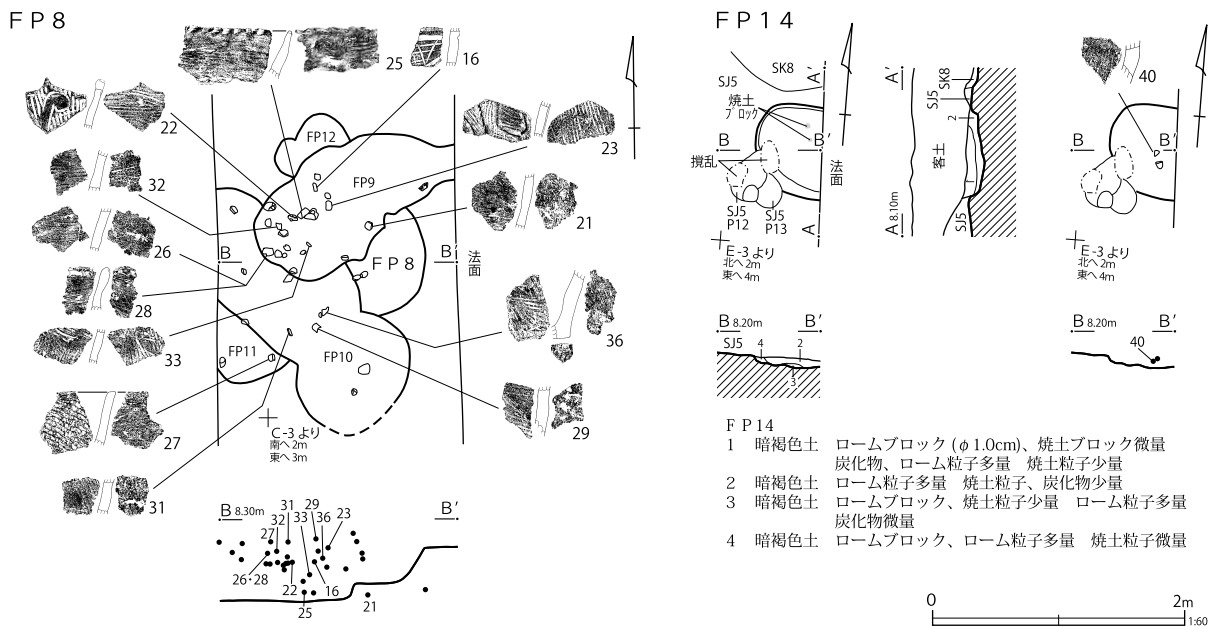 FP8
25
16
22
23
32
26
21
28
36
33
27
29
31
FP12
FP9
FP8
FP11
FP10
B
B′
法面
C-3より
南へ2m
東へ3m
B 8.30m
B′
31
29
32
33
36
23
27
26・28
22
16
25
21
FP14
SJ5
SK8
A′
焼土
ブロック
B
B′
撹乱
法面
SJ5
P12
SJ5
P13
A
E-3より
北へ2m
東へ4m
A′
SJ5
SK8
2
客土
1
SJ5
A 8.10m
40
B
B′
E-3より
北へ2m
東へ4m
B 8.20m
B′
SJ5
4
2
3
B 8.20m
B′
40
FP14
1 暗褐色土 ロームブロック(φ1.0cm)、焼土ブロック微量
炭化物、ローム粒子多量 焼土粒子少量
2 暗褐色土 ローム粒子多量 焼土粒子、炭化物少量
3 暗褐色土 ロームブロック、焼土粒子少量 ローム粒子多量
炭化物微量
4 暗褐色土 ロームブロック、ローム粒子多量 焼土粒子微量
0
2m
1:60